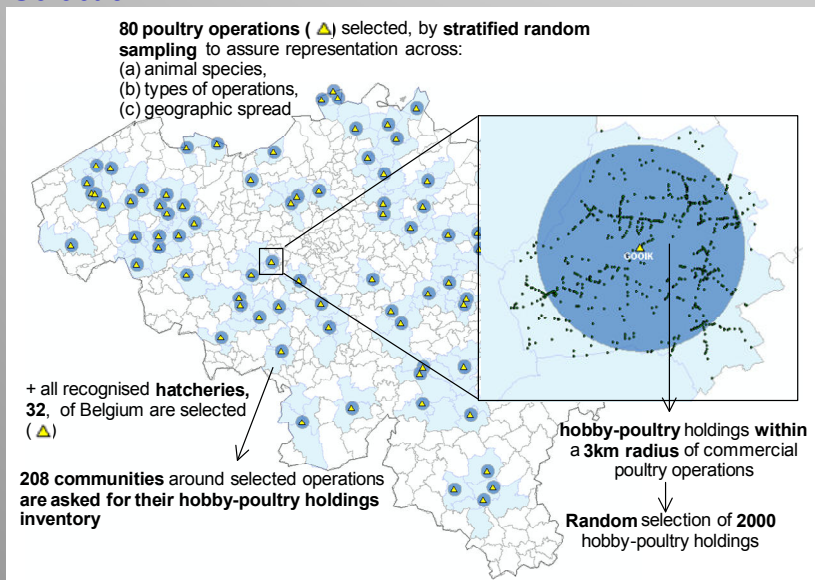 80 poultry operations ( ) selected, by stratified random
sampling to assure representation across:
(a) animal species,
(b) types of operations,
(c) geographic spread
GOOIK
+ all recognised hatcheries,
32, of Belgium are selected
( )
208 communities around selected operations
are asked for their hobby-poultry holdings
inventory
hobby-poultry holdings within
a 3km radius of commercial
poultry operations
Random selection of 2000
hobby-poultry holdings